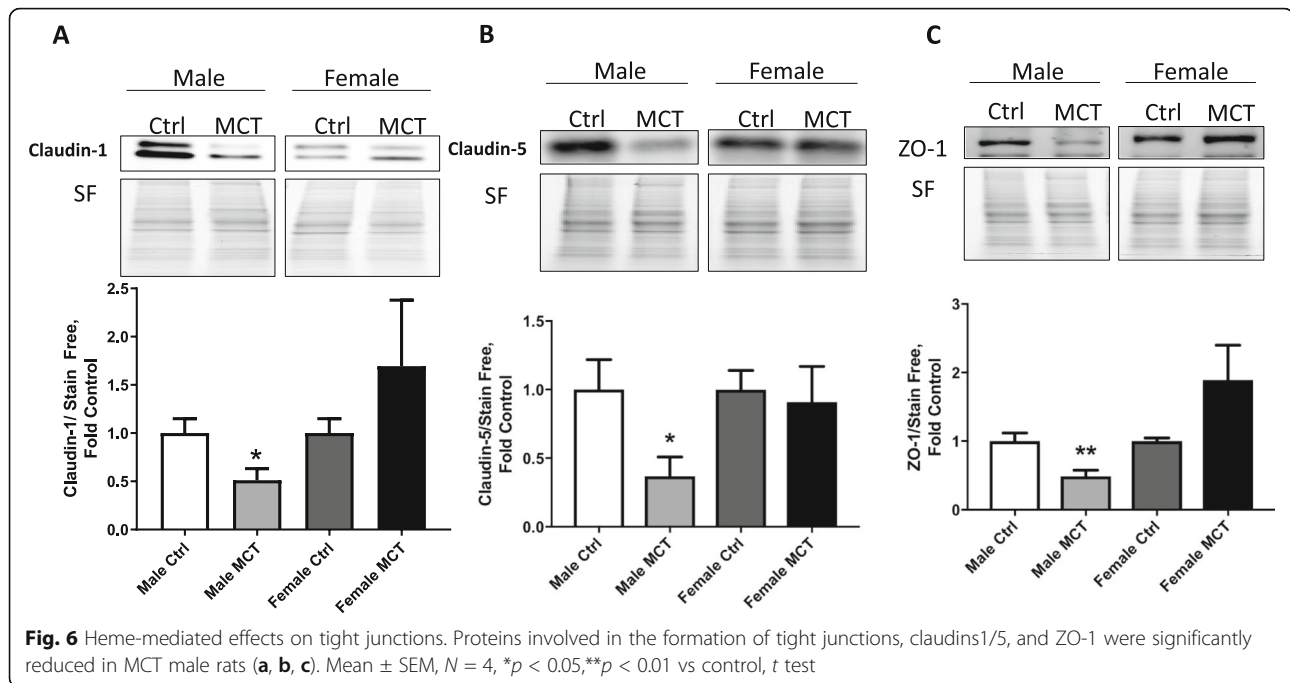 A
Male Female
Ctrl MCT Ctrl MCT
Claudin-1
SF
Claudin-1/ Stain Free,
Fold Control
2.5
2.0
1.5
1.0
0.5
0.0
*
Male Ctrl
Male MCT
Female Ctrl
Female MCT
B
Male Female
Ctrl MCT Ctrl MCT
Claudin-5
SF
Claudin-5/Stain Free,
Fold Control
1.5
1.0
0.5
0.0
*
Male Ctrl
Male MCT
Female Ctrl
Female MCT
C
Male Female
Ctrl MCT Ctrl MCT
ZO-1
SF
ZO-1/Stain Free,
Fold Control
3
2
1
0
**
Male Ctrl
Male MCT
Female Ctrl
Female MCT
Fig. 6 Heme-mediated effects on tight junctions. Proteins involved in the formation of tight junctions, claudins1/5, and ZO-1 were significantly
reduced in MCT male rats (a, b, c). Mean ± SEM, N = 4, *p < 0.05,**p < 0.01 vs control, t test